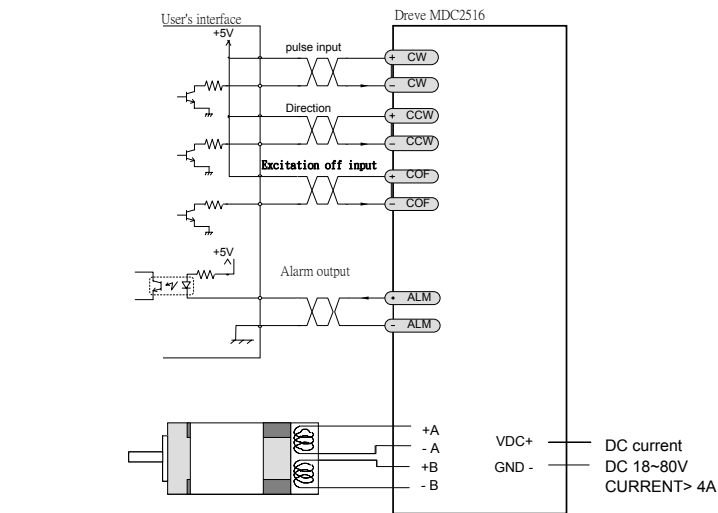 User's interface
Dreve MDC2516
+5V
pulse input
+ CW
- CW
Direction
+ CCW
- CCW
Excitation off input
+ COF
- COF
+5V
Alarm output
+ ALM
- ALM
+A
- A
+B
- B
VDC+
GND -
DC current
DC 18~80V
CURRENT> 4A